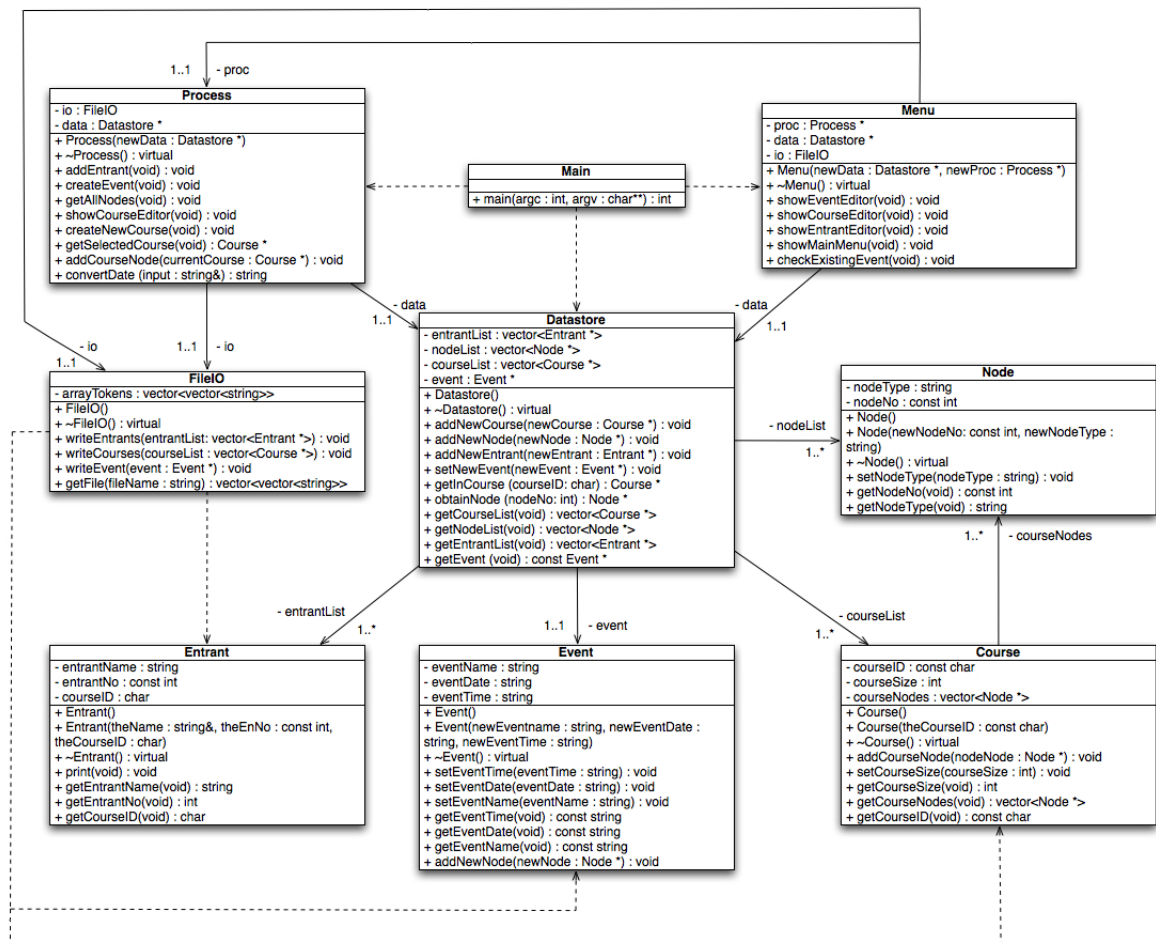 1..1
- proc
Process
- io : FileIO
- data : Datastore *
+ Process(newData : Datastore *)
+ ~Process() : virtual
+ addEntrant(void) : void
+ createEvent(void) : void
+ getAllNodes(void) : void
+ showCourseEditor(void) : void
+ createNewCourse(void) : void
+ getSelectedCourse(void) : Course *
+ addCourseNode(currentCourse : Course *) : void
+ convertDate (input : string&) : string
Main
+ main(argc : int, argv : char**) : int
Menu
- proc : Process *
- data : Datastore *
- io : FileIO
+ Menu(newData : Datastore *, newProc : Process *)
+ ~Menu() : virtual
+ showEventEditor(void) : void
+ showCourseEditor(void) : void
+ showEntrantEditor(void) : void
+ showMainMenu(void) : void
+ checkExistingEvent(void) : void
- data
1..1
- data
1..1
- io
1..1
1..1
- io
FileIO
- arrayTokens : vector<vector<string>>
+ FileIO()
+ ~FileIO() : virtual
+ writeEntrants(entrantList: vector<Entrant *>) : void
+ writeCourses(courseList : vector<Course *>) : void
+ writeEvent(event : Event *) : void
+ getFile(fileName : string) : vector<vector<string>>
Datastore
- entrantList : vector<Entrant *>
- nodeList : vector<Node *>
- courseList : vector<Course *>
- event : Event *
+ Datastore()
+ ~Datastore() : virtual
+ addNewCourse(newCourse : Course *) : void
+ addNewNode(newNode : Node *) : void
+ addNewEntrant(newEntrant : Entrant *) : void
+ setNewEvent(newEvent : Event *) : void
+ getInCourse (courseID : char) : Course *
+ obtainNode (nodeNo: int) : Node *
+ getCourseList(void) : vector<Course *>
+ getNodeList(void) : vector<Node *>
+ getEntrantList(void) : vector<Entrant *>
+ getEvent (void) : const Event *
- nodeList
1..*
Node
- nodeType : string
- nodeNo : const int
+ Node()
+ Node(newNodeNo: const int, newNodeType :
string)
+ ~Node() : virtual
+ setNodeType(nodeType : string) : void
+ getNodeNo(void) : const int
+ getNodeType(void) : string
1..*
- courseNodes
- entrantList
1..*
1..1
- event
- courseList
1..*
Entrant
- entrantName : string
- entrantNo : const int
- courseID : char
+ Entrant()
+ Entrant(theName : string&, theEnNo : const int,
theCourseID : char)
+ ~Entrant() : virtual
+ print(void) : void
+ getEntrantName(void) : string
+ getEntrantNo(void) : int
+ getCourseID(void) : char
Event
- eventName : string
- eventDate : string
- eventTime : string
+ Event()
+ Event(newEventname : string, newEventDate :
string, newEventTime : string)
+ ~Event() : virtual
+ setEventTime(eventTime : string) : void
+ setEventDate(eventDate : string) : void
+ setEventName(eventName : string) : void
+ getEventTime(void) : const string
+ getEventDate(void) : const string
+ getEventName(void) : const string
+ addNewNode(newNode : Node *) : void
Course
- courseID : const char
- courseSize : int
- courseNodes : vector<Node *>
+ Course()
+ Course(theCourseID : const char)
+ ~Course() : virtual
+ addCourseNode(nodeNode : Node *) : void
+ setCourseSize(courseSize : int) : void
+ getCourseSize(void) : int
+ getCourseNodes(void) : vector<Node *>
+ getCourseID(void) : const char